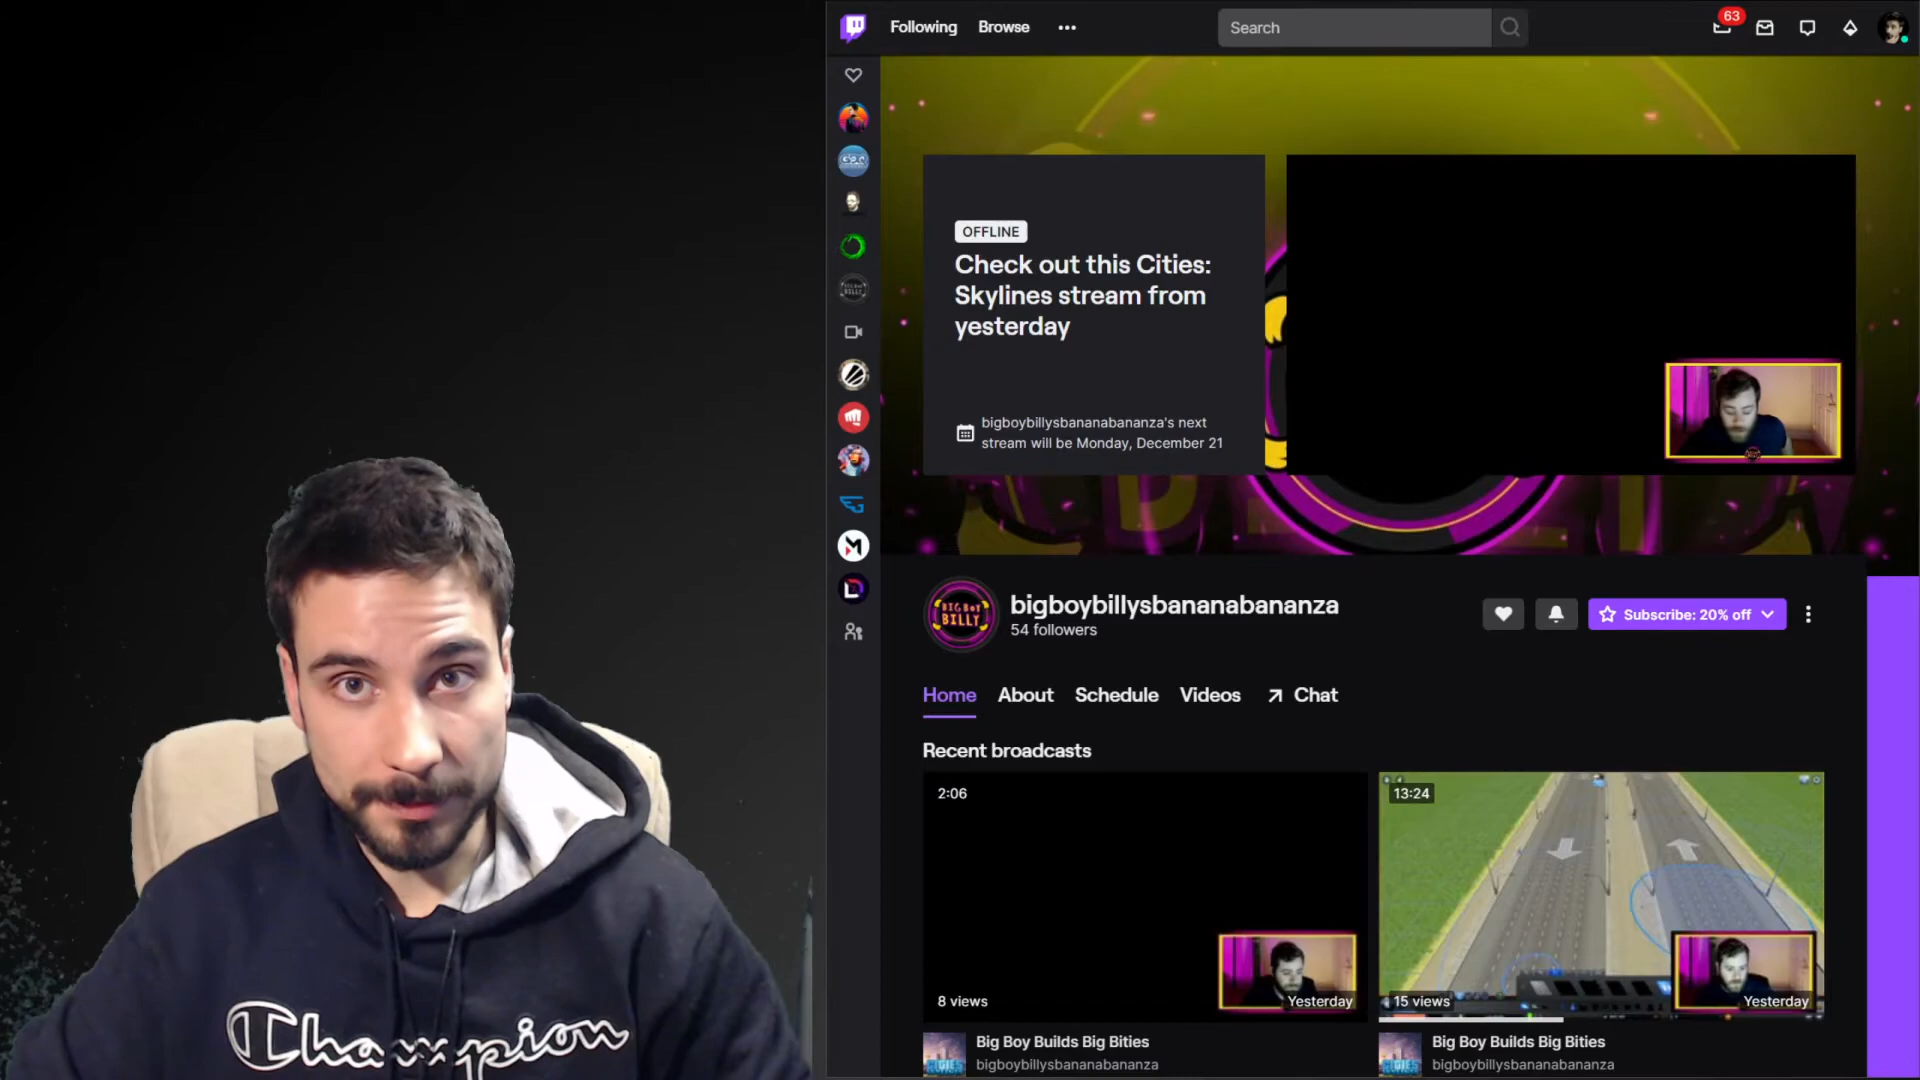 Following Browse
Search
63
OFFLINE
Check out this Cities:
Skylines stream from
yesterday
bigboybillysbananabananza's next
stream will be Monday, December 21
BIG BOY
BILLY
bigboybillysbananabananza
54 followers
Subscribe: 20% off
Home About Schedule Videos Chat
Recent broadcasts
2:06
8 views
Yesterday
13:24
15 views
Yesterday
Big Boy Builds Big Bities
bigboybillysbananabananza
Big Boy Builds Big Bities
bigboybillysbananabananza
Champion